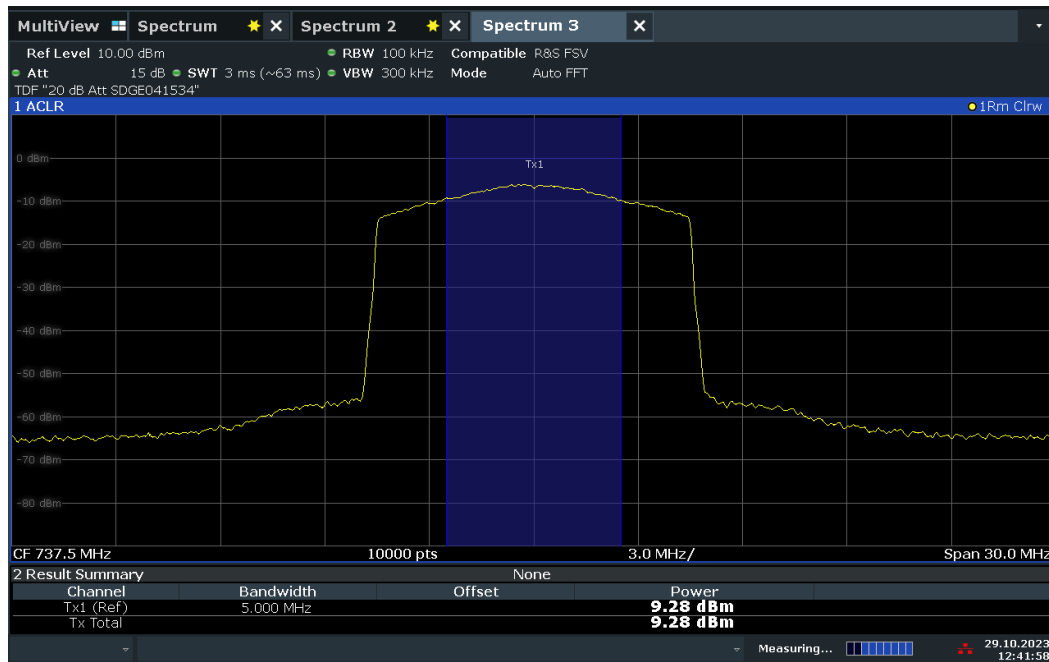 MultiView Spectrum Spectrum 2 Spectrum 3
Ref Level 10.00 dBm RBW 100 kHz Compatible R&S FSV
Att 15 dB SWT 3 ms (~63 ms) VBW 300 kHz Mode Auto FFT
TDF "20 dB Att SDGE041534"
1 ACLR 1Rm Clrw
0 dBm
Tx1
-10 dBm
-20 dBm
-30 dBm
-40 dBm
-50 dBm
-60 dBm
-70 dBm
-80 dBm
CF 737.5 MHz 10000 pts 3.0 MHz/ Span 30.0 MHz
2 Result Summary None
Channel Bandwidth Offset Power
Tx1 (Ref) 5.000 MHz 9.28 dBm
Tx Total 9.28 dBm
Measuring... 29.10.2023
12:41:58